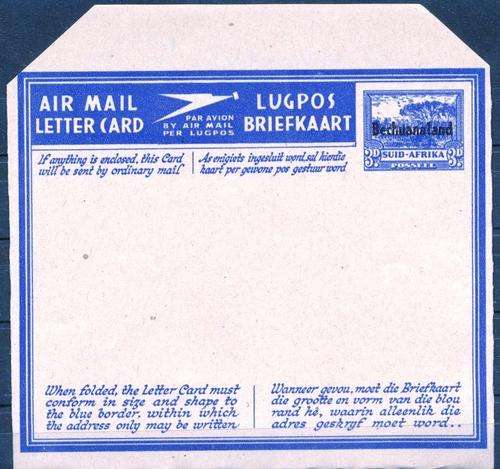 AIR MAIL
LETTER CARD
PAR AVION
BY AIR MAIL
PER LUGPOS
LUGPOS
BRIEFKAART
Bechuanaland
3D SUID-AFRIKA 3D
POSSEËL
If anything is enclosed, this Card
will be sent by ordinary mail
As enigiets ingesluit word, sal hierdie
kaart per gewone pos gestuur word
When folded, the letter Card must
conform in size and shape to
the blue border, within which
the address only may be written
Wanneer gevou, moet die Briefkaart
die grootte en vorm van die blou
rand hê, waarin alleenlik die
adres geskryf moet word..